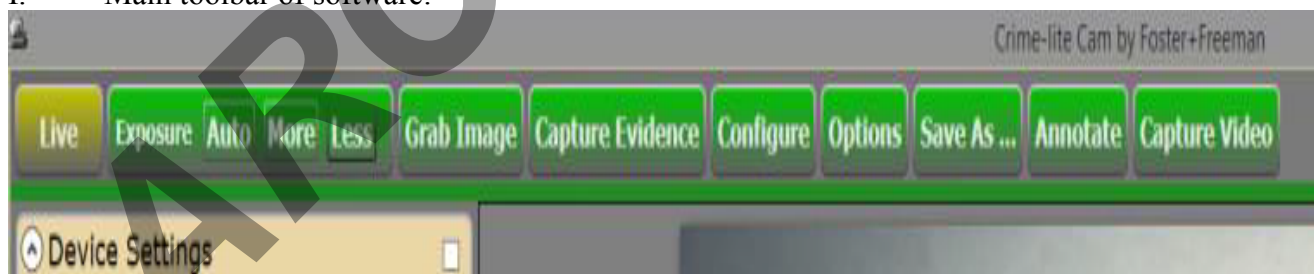 I. Main toolbar of software:
Crime-lite Cam by Foster+Freeman
Live Exposure Auto More Less Grab Image Capture Evidence Configure Options Save As ... Annotate Capture Video
Device Settings